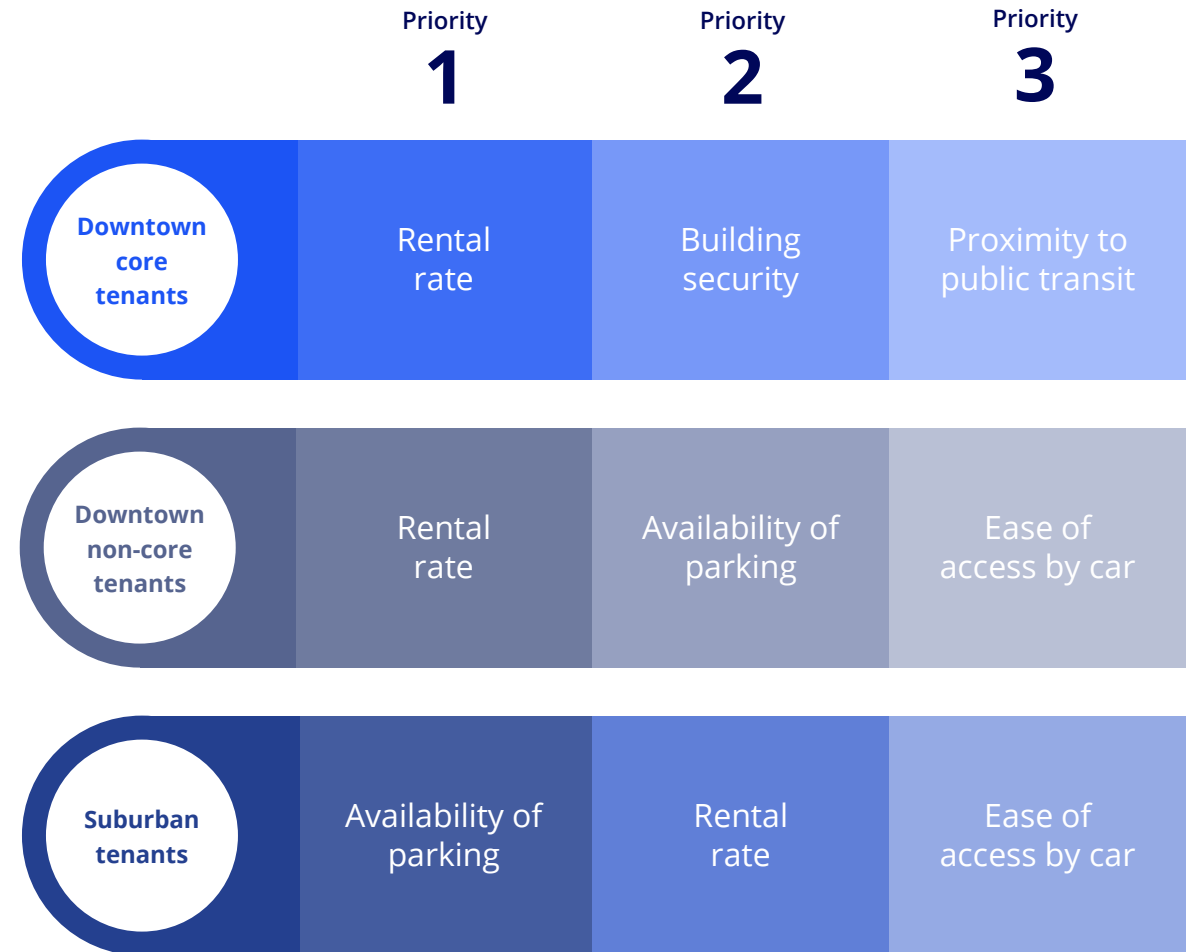 Priority
1
Priority
2
Priority
3
Downtown
core
tenants
Rental
rate
Building
security
Proximity to
public transit
Downtown
non-core
tenants
Rental
rate
Availability of
parking
Ease of
access by car
Suburban
tenants
Availability of
parking
Rental
rate
Ease of
access by car